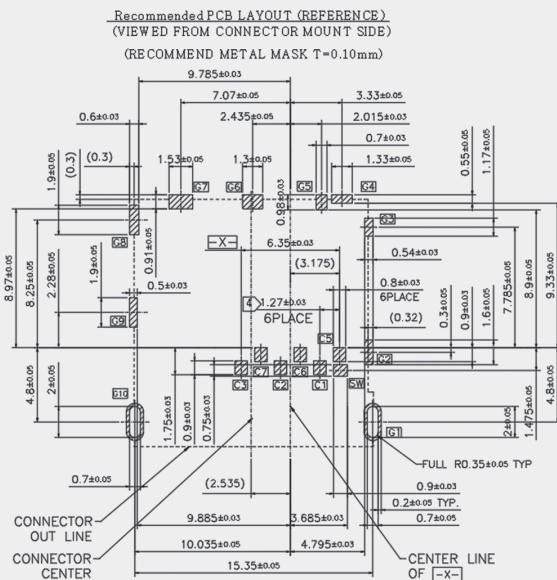 Recommended PCB LAYOUT (REFERENCE)
(VIEWED FROM CONNECTOR MOUNT SIDE)
(RECOMMEND METAL MASK T=0.10mm)
9.785±0.03
7.07±0.05
3.33±0.05
0.6±0.03
2.435±0.05
2.015±0.03
0.7±0.03
(0.3)
1.53±0.05
1.3±0.05
1.33±0.05
0.55±0.05
1.17±0.05
1.9±0.05
(0.3)
G7
G6
G5
G4
0.98±0.03
G3
G8
0.91±0.05
-X-
6.35±0.03
(3.175)
0.54±0.03
8.97±0.05
8.25±0.05
2.28±0.05
1.9±0.05
0.5±0.03
0.8±0.03
6PLACE
4
1.27±0.03
6PLACE
(0.32)
7.785±0.05
8.9±0.05
9.33±0.05
0.3±0.05
0.9±0.03
1.6±0.05
G9
C5
G2
C7
C6
C3
C2
C1
SW
G10
G1
4.8±0.05
2±0.05
1.75±0.03
0.9±0.03
0.75±0.03
2±0.05
1.475±0.05
4.8±0.05
FULL R0.35±0.05 TYP
0.7±0.05
(2.535)
0.9±0.03
0.2±0.05 TYP.
CONNECTOR
OUT LINE
9.885±0.03
3.685±0.03
0.7±0.05
CONNECTOR
CENTER
10.035±0.05
4.795±0.03
CENTER LINE
OF -X-
15.35±0.05